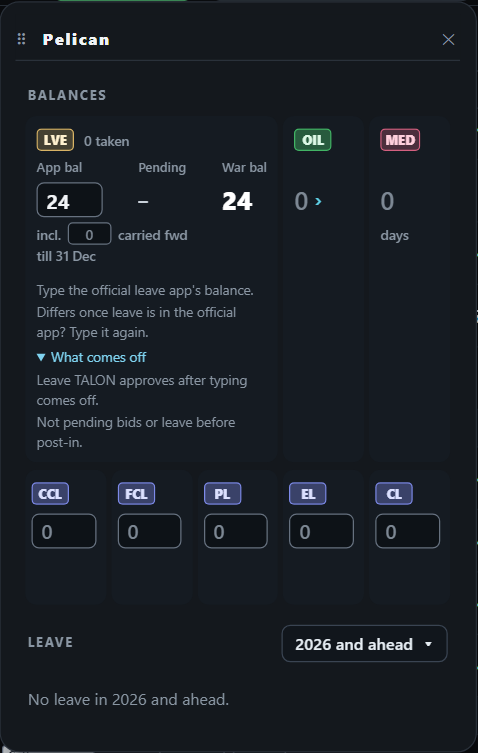 Pelican
BALANCES
LVE 0 taken
App bal Pending War bal
24 – 24
incl. 0 carried fwd
till 31 Dec
Type the official leave app's balance.
Differs once leave is in the official
app? Type it again.
▼ What comes off
Leave TALON approves after typing
comes off.
Not pending bids or leave before
post-in.
OIL
0 ›
MED
0
days
CCL FCL PL EL CL
0 0 0 0 0
LEAVE 2026 and ahead
No leave in 2026 and ahead.